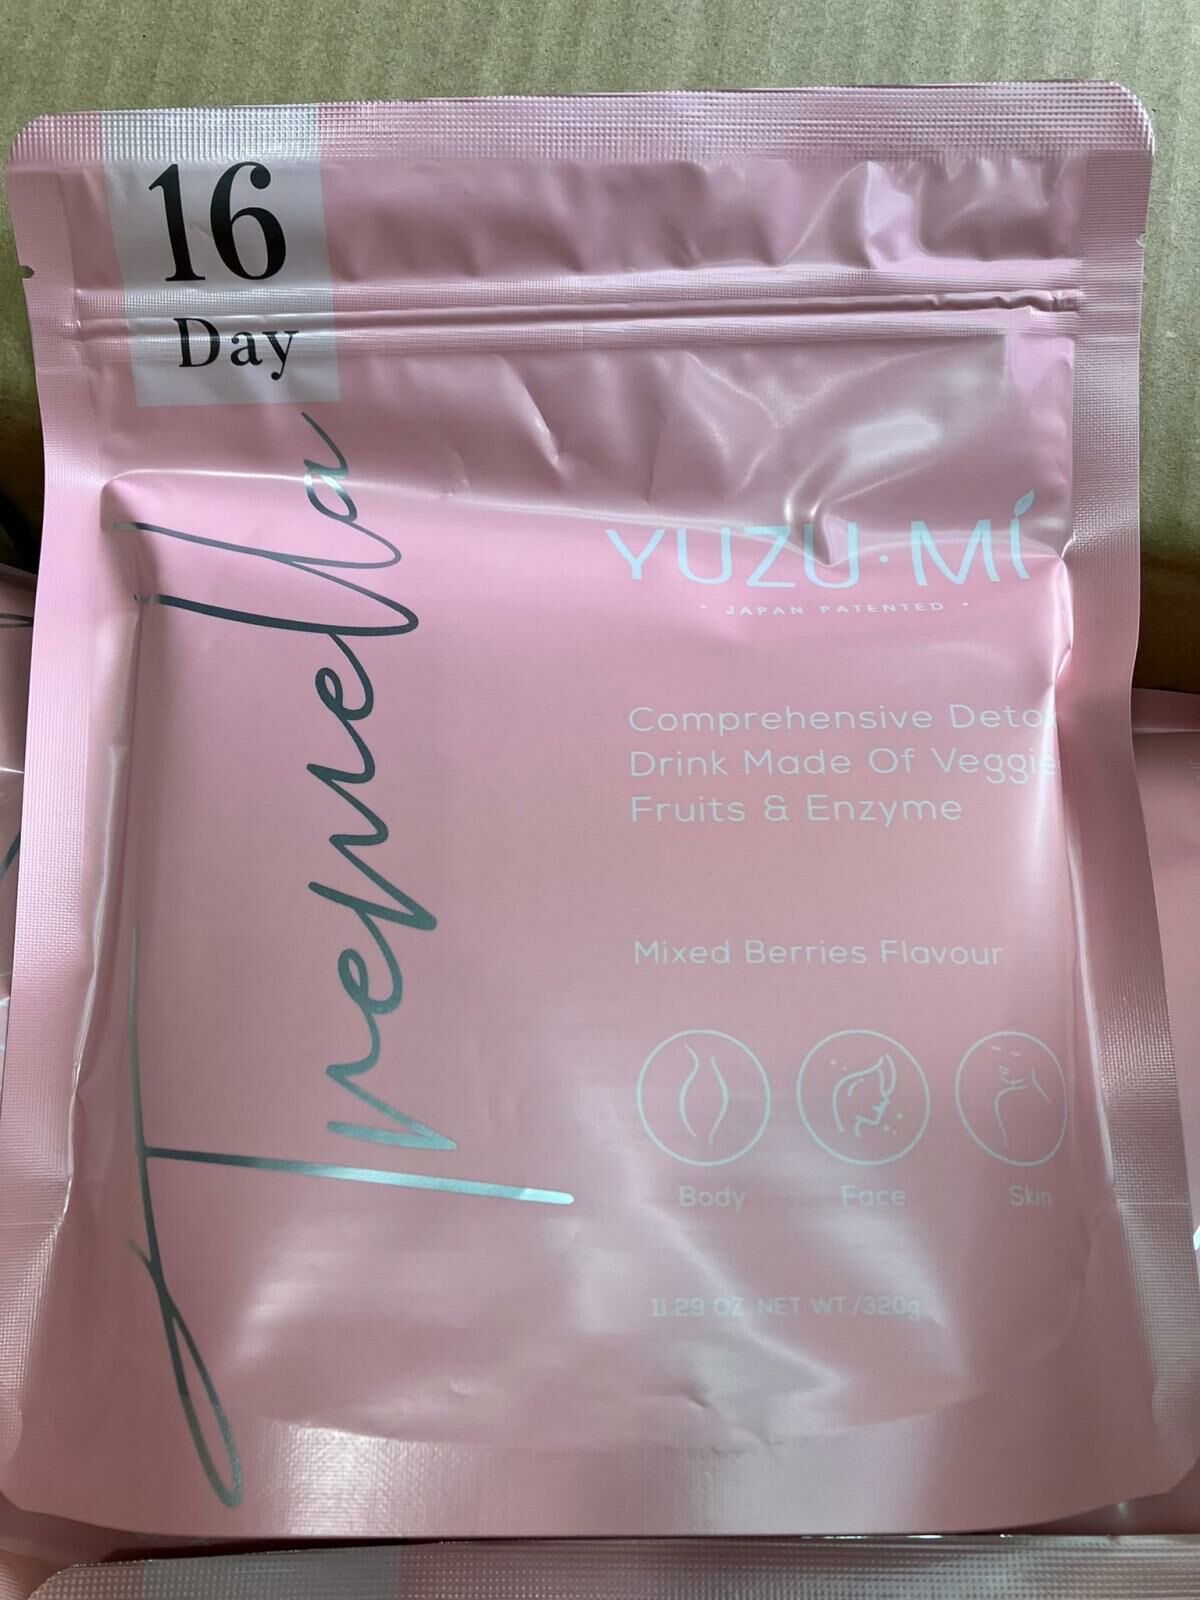 16
Day
Tremella
YUZU·MÍ
- JAPAN PATENTED -
Comprehensive Detox
Drink Made Of Veggie
Fruits & Enzyme
Mixed Berries Flavour
Body
Face
Skin
11.29 OZ. NET WT./320g